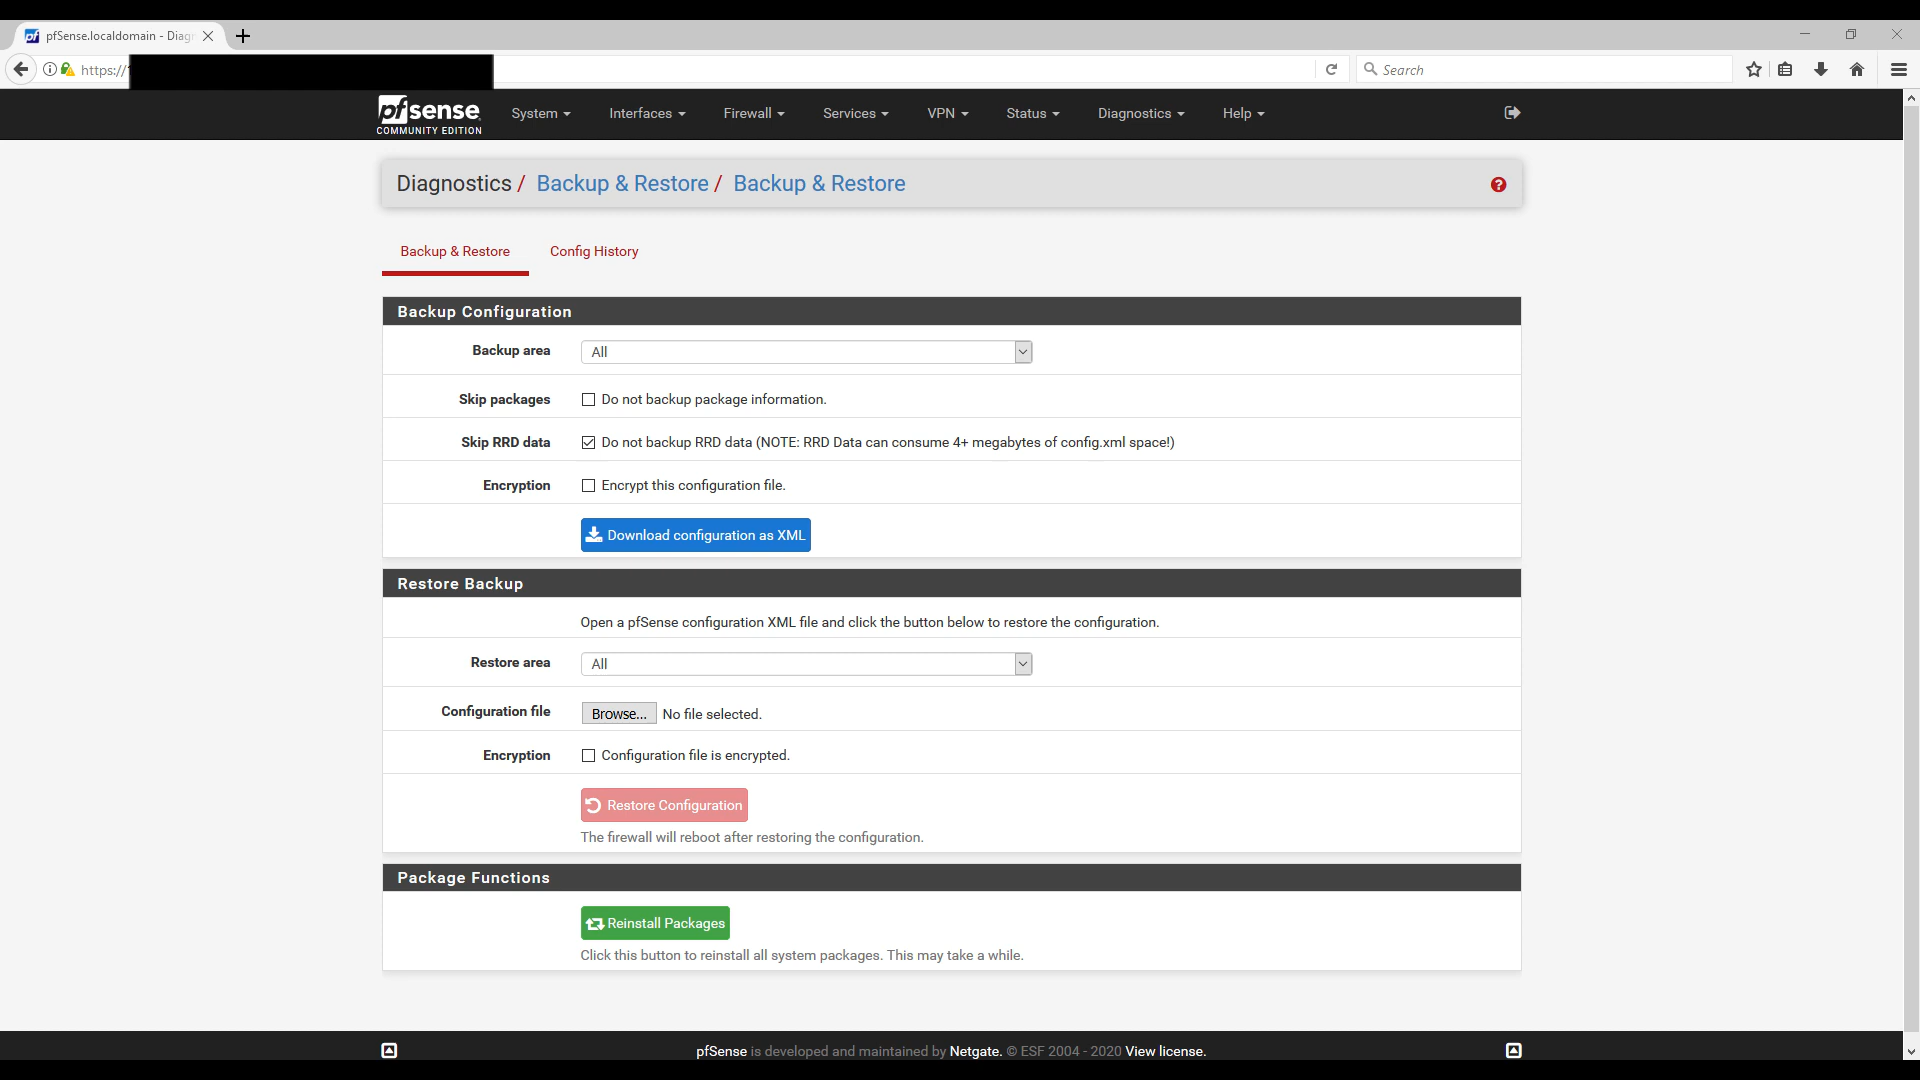 pfSense.localdomain - Diag
https://
Search
pfsense
COMMUNITY EDITION
System
Interfaces
Firewall
Services
VPN
Status
Diagnostics
Help
Diagnostics / Backup & Restore / Backup & Restore
Backup & Restore
Config History
Backup Configuration
Backup area
All
Skip packages
Do not backup package information.
Skip RRD data
Do not backup RRD data (NOTE: RRD Data can consume 4+ megabytes of config.xml space!)
Encryption
Encrypt this configuration file.
Download configuration as XML
Restore Backup
Open a pfSense configuration XML file and click the button below to restore the configuration.
Restore area
All
Configuration file
Browse... No file selected.
Encryption
Configuration file is encrypted.
Restore Configuration
The firewall will reboot after restoring the configuration.
Package Functions
Reinstall Packages
Click this button to reinstall all system packages. This may take a while.
pfSense is developed and maintained by Netgate. © ESF 2004 - 2020 View license.